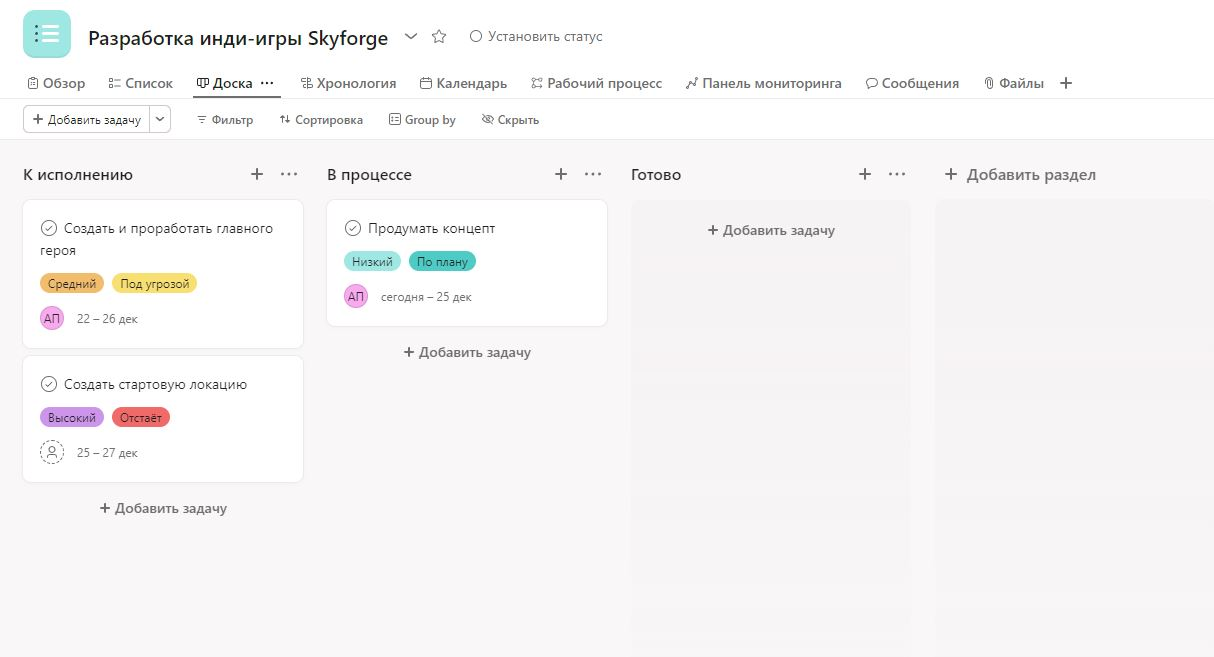 Разработка инди-игры Skyforge
Установить статус
Обзор
Список
Доска
Хронология
Календарь
Рабочий процесс
Панель мониторинга
Сообщения
Файлы
Добавить задачу
Фильтр
Сортировка
Group by
Скрыть
К исполнению
Создать и проработать главного
героя
Средний
Под угрозой
АП
22 – 26 дек
Создать стартовую локацию
Высокий
Отстаёт
25 – 27 дек
+ Добавить задачу
В процессе
Продумать концепт
Низкий
По плану
АП
сегодня – 25 дек
+ Добавить задачу
Готово
+ Добавить задачу
+ Добавить раздел